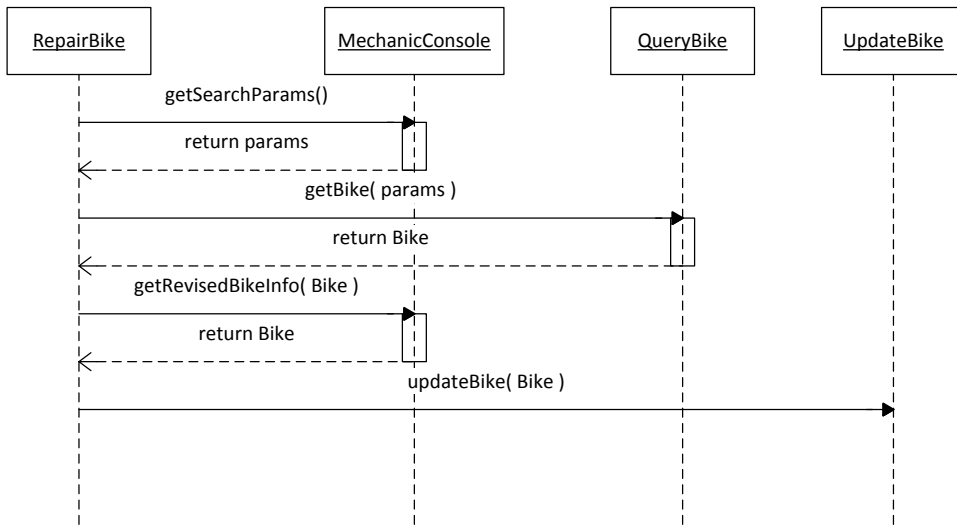 RepairBike
MechanicConsole
QueryBike
UpdateBike
getSearchParams()
return params
getBike( params )
return Bike
getRevisedBikeInfo( Bike )
return Bike
updateBike( Bike )